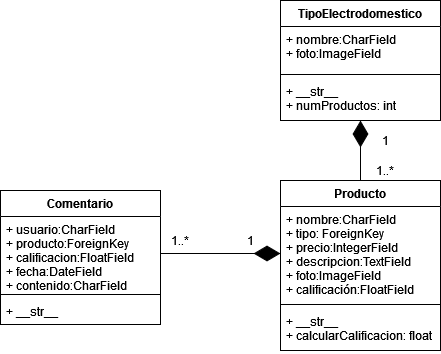 TipoElectrodomestico
+ nombre:CharField
+ foto:ImageField
+ __str__
+ numProductos: int
1
1..*
Comentario
+ usuario:CharField
+ producto:ForeignKey
+ calificacion:FloatField
+ fecha:DateField
+ contenido:CharField
+ __str__
1..*
1
Producto
+ nombre:CharField
+ tipo: ForeignKey
+ precio:IntegerField
+ descripcion:TextField
+ foto:ImageField
+ calificación:FloatField
+ __str__
+ calcularCalificacion: float